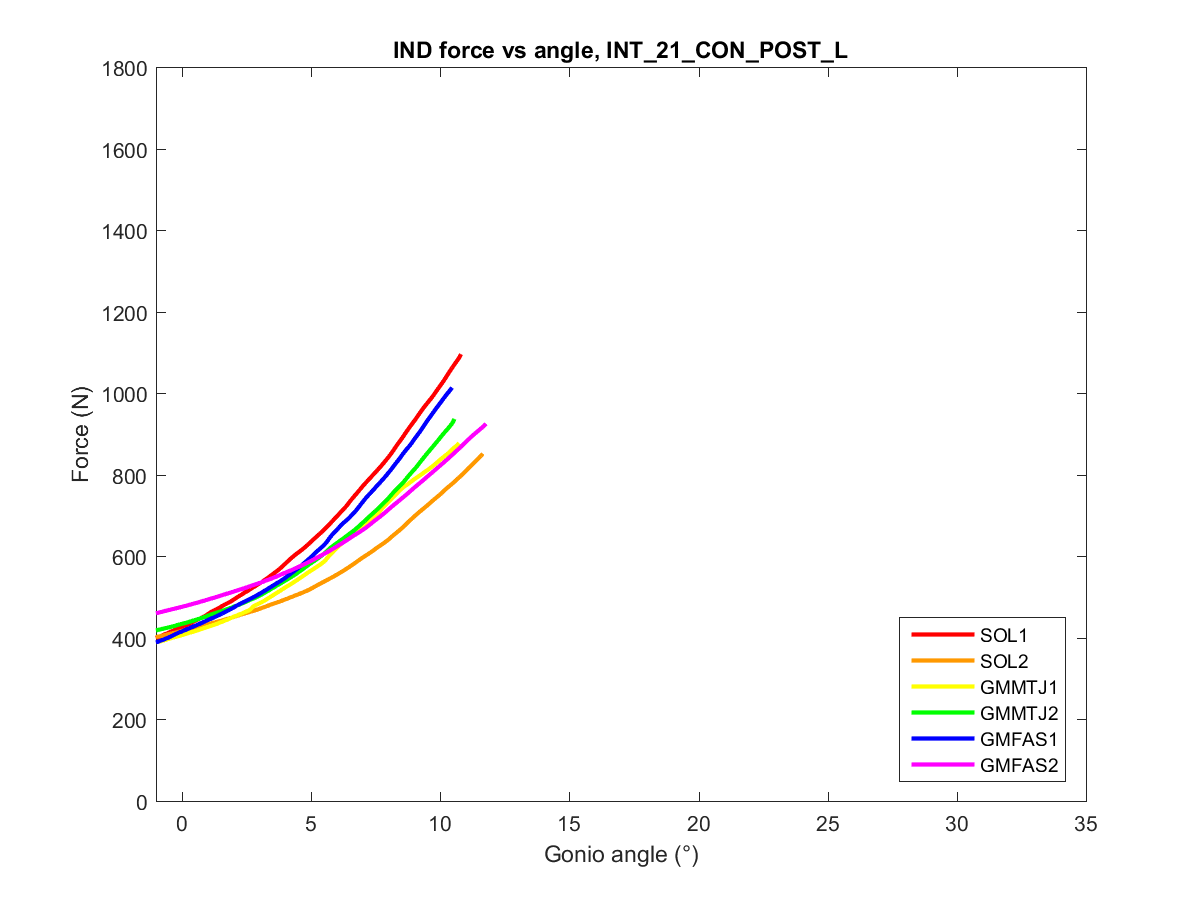 IND force vs angle, INT_21_CON_POST_L
1800
1600
1400
1200
1000
800
600
400
200
0
Force (N)
SOL1
SOL2
GMMTJ1
GMMTJ2
GMFAS1
GMFAS2
0 5 10 15 20 25 30 35
Gonio angle (°)